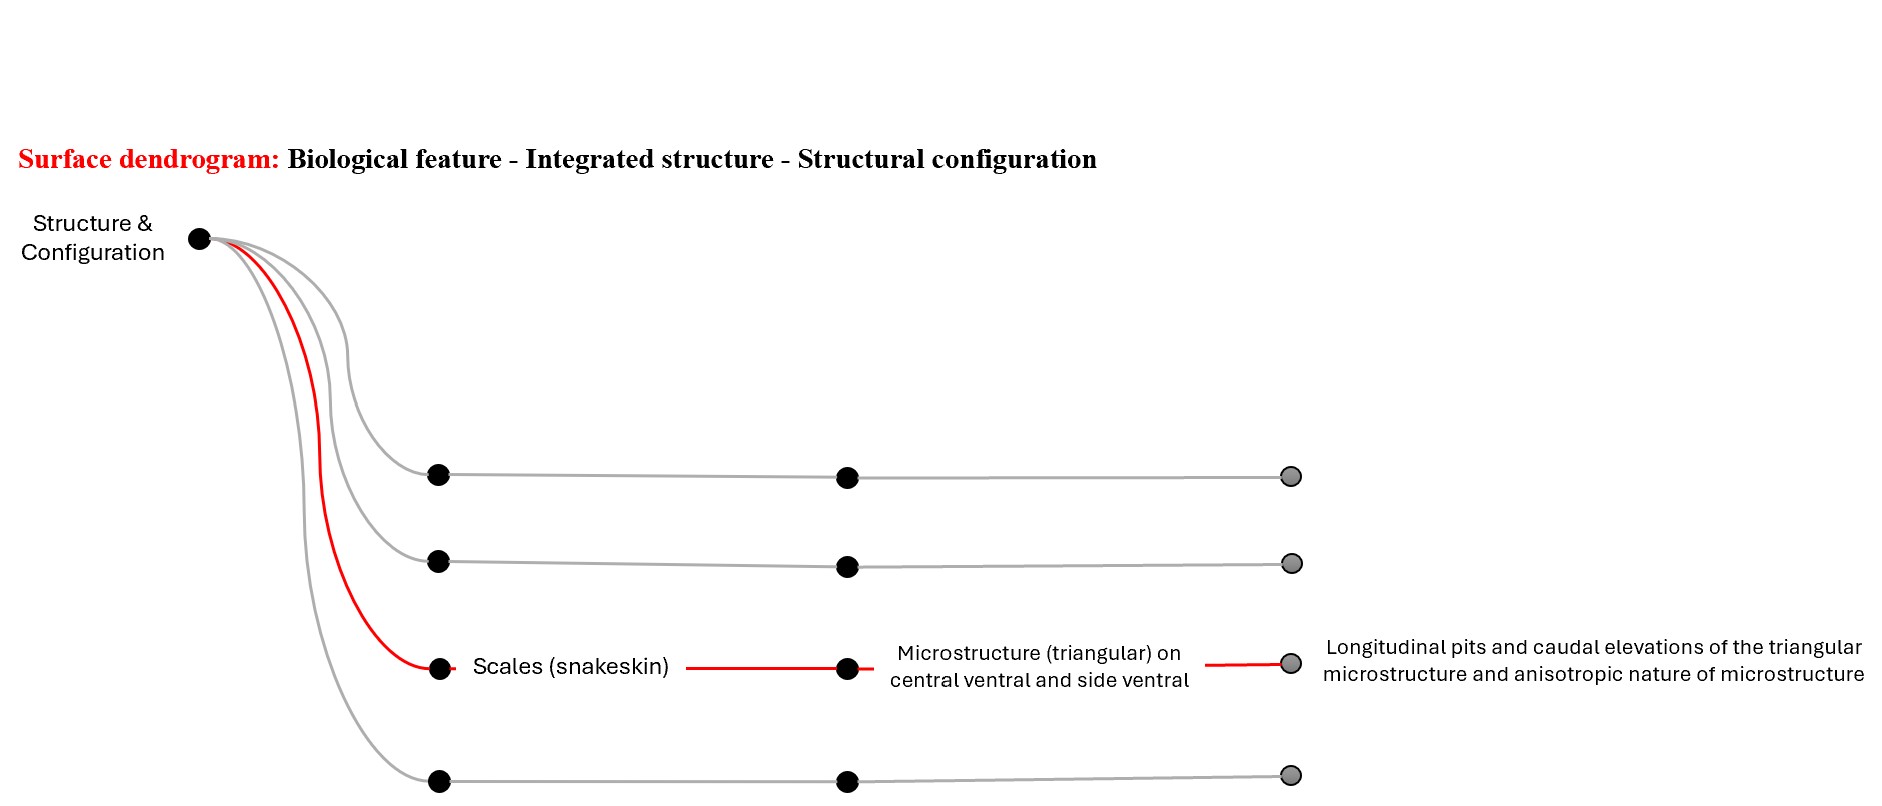 Surface dendrogram: Biological feature - Integrated structure - Structural configuration
Structure &
Configuration
Scales (snakeskin)
Microstructure (triangular) on
central ventral and side ventral
Longitudinal pits and caudal elevations of the triangular
microstructure and anisotropic nature of microstructure